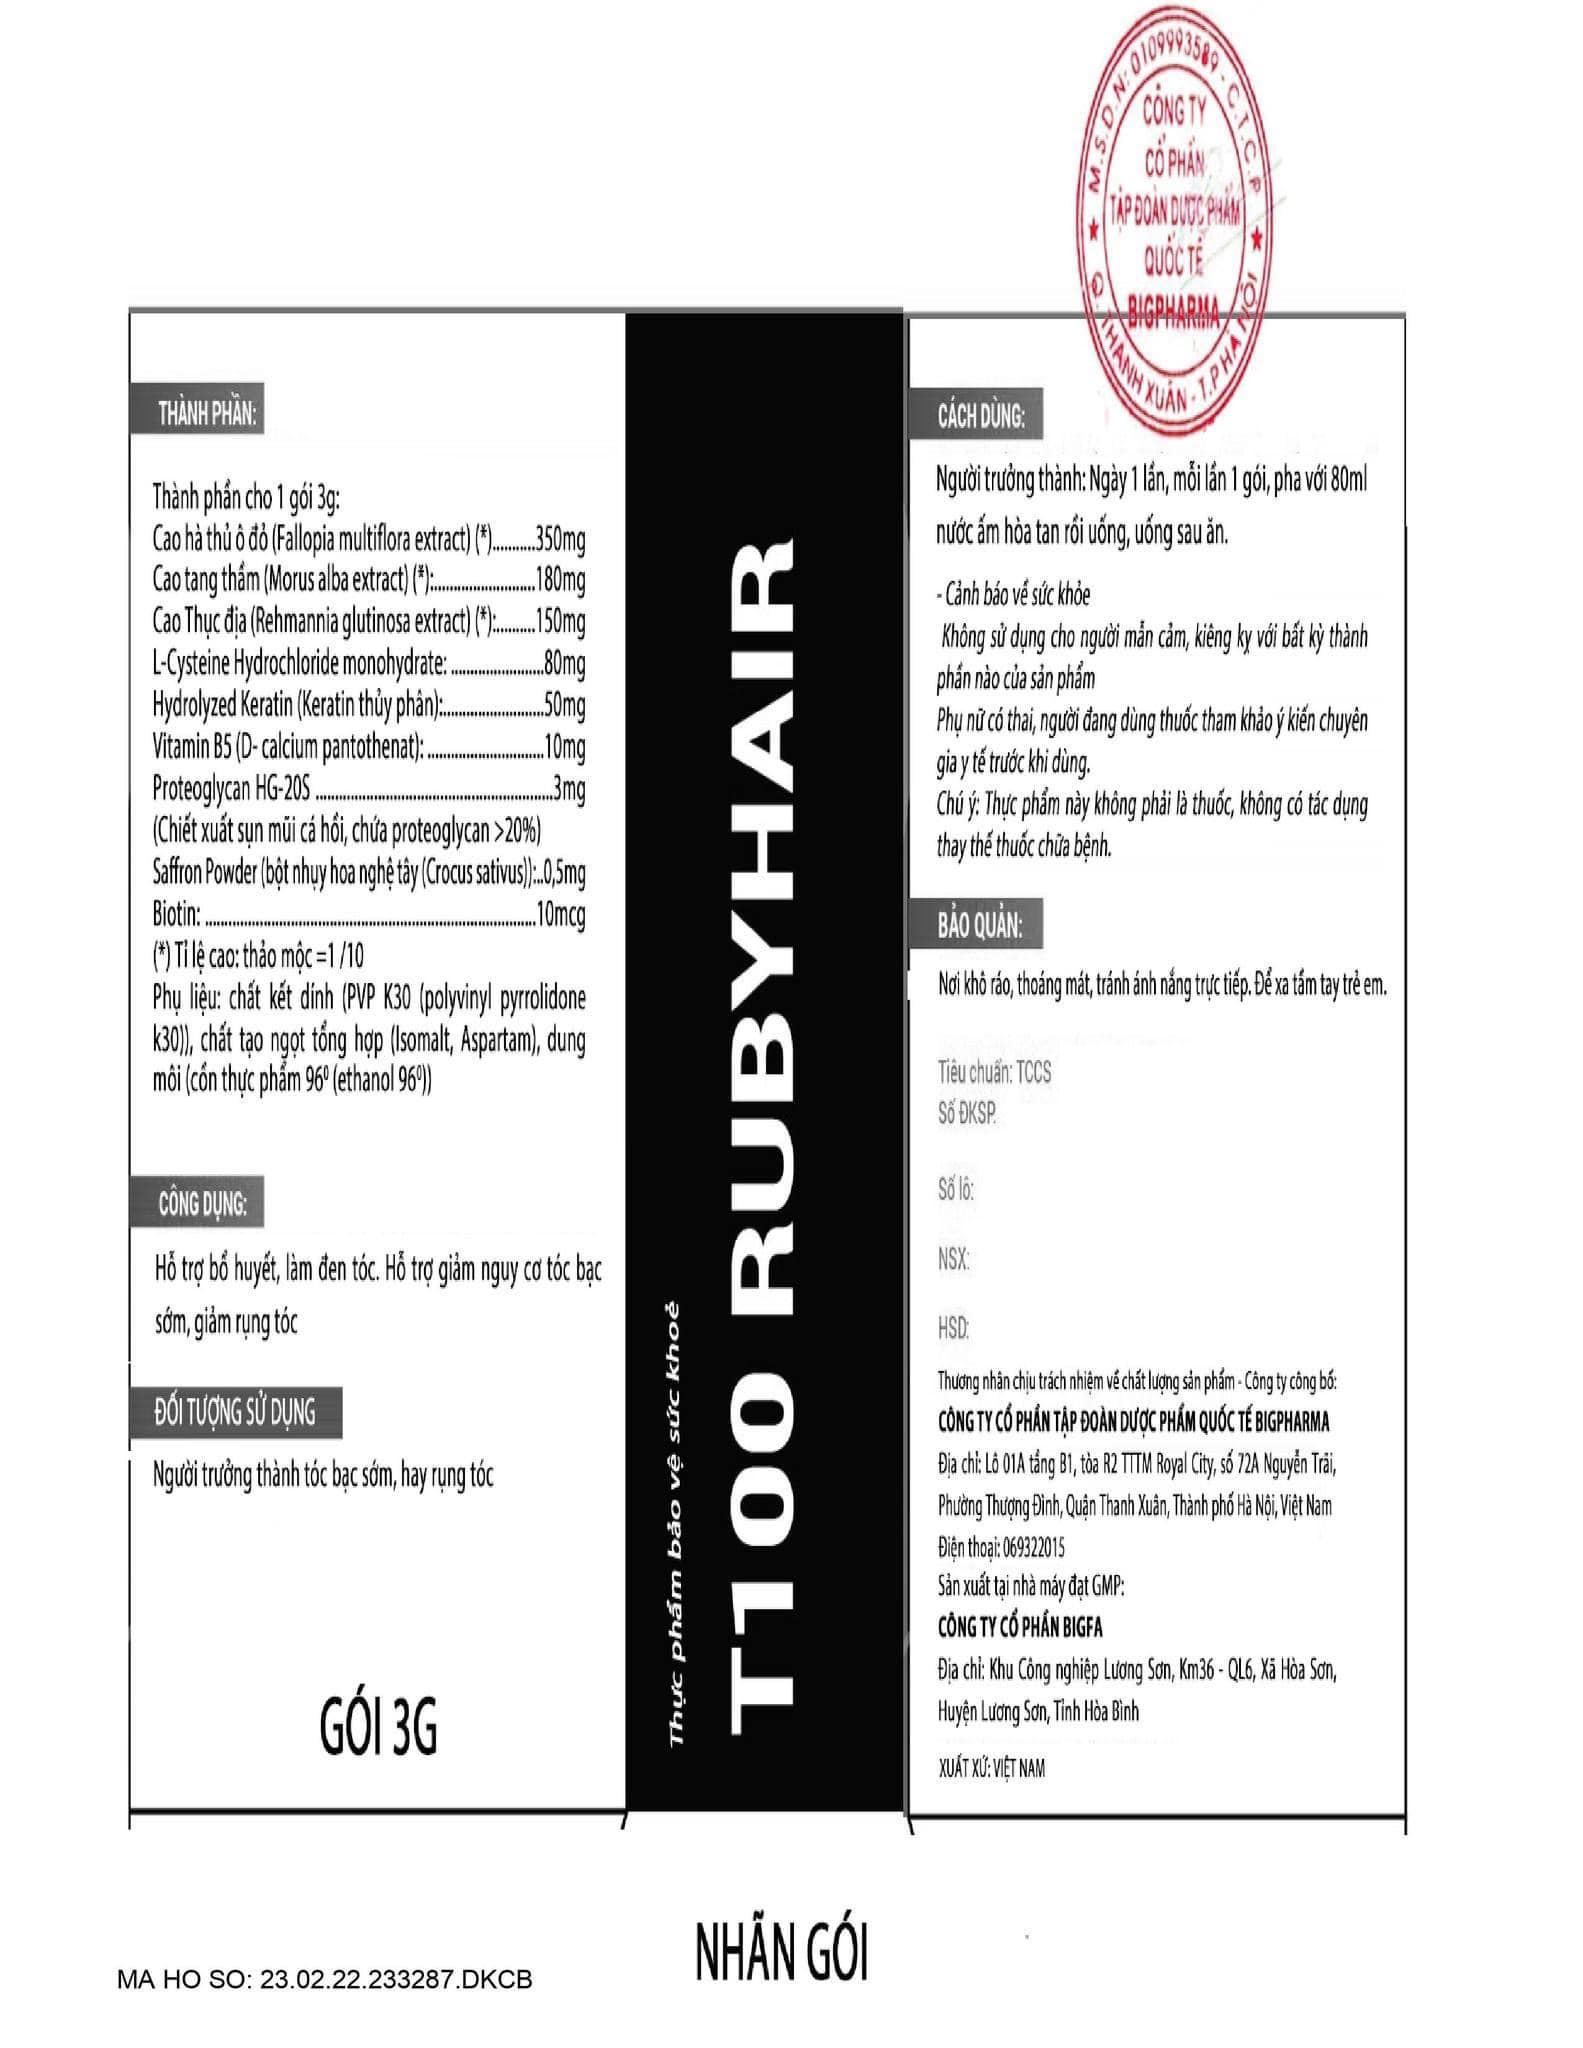 M.S.D.N: 0109993589 - C.T.C.P
CÔNG TY
CỔ PHẦN
TẬP ĐOÀN DƯỢC PHẨM
QUỐC TẾ
BIGPHARMA
Q. THANH XUÂN - T.P HÀ NỘI
THÀNH PHẦN:
Thành phần cho 1 gói 3g:
Cao hà thủ ô đỏ (Fallopia multiflora extract) (*)..........350mg
Cao tang thầm (Morus alba extract) (*):.........................180mg
Cao Thục địa (Rehmannia glutinosa extract) (*):..........150mg
L-Cysteine Hydrochloride monohydrate: .......................80mg
Hydrolyzed Keratin (Keratin thủy phân):.........................50mg
Vitamin B5 (D- calcium pantothenat): .............................10mg
Proteoglycan HG-20S ..........................................................3mg
(Chiết xuất sụn mũi cá hồi, chứa proteoglycan >20%)
Saffron Powder (bột nhụy hoa nghệ tây (Crocus sativus)):..0,5mg
Biotin: ..................................................................................10mcg
(*) Tỉ lệ cao: thảo mộc =1 /10
Phụ liệu: chất kết dính (PVP K30 (polyvinyl pyrrolidone
k30)), chất tạo ngọt tổng hợp (Isomalt, Aspartam), dung
môi (cồn thực phẩm 96⁰ (ethanol 96⁰))
CÔNG DỤNG:
Hỗ trợ bổ huyết, làm đen tóc. Hỗ trợ giảm nguy cơ tóc bạc
sớm, giảm rụng tóc
ĐỐI TƯỢNG SỬ DỤNG
Người trưởng thành tóc bạc sớm, hay rụng tóc
GÓI 3G
Thực phẩm bảo vệ sức khoẻ
T100 RUBYHAIR
CÁCH DÙNG:
Người trưởng thành: Ngày 1 lần, mỗi lần 1 gói, pha với 80ml
nước ấm hòa tan rồi uống, uống sau ăn.
- Cảnh báo về sức khỏe
Không sử dụng cho người mẫn cảm, kiêng kỵ với bất kỳ thành
phần nào của sản phẩm
Phụ nữ có thai, người đang dùng thuốc tham khảo ý kiến chuyên
gia y tế trước khi dùng.
Chú ý: Thực phẩm này không phải là thuốc, không có tác dụng
thay thế thuốc chữa bệnh.
BẢO QUẢN:
Nơi khô ráo, thoáng mát, tránh ánh nắng trực tiếp. Để xa tầm tay trẻ em.
Tiêu chuẩn: TCCS
Số ĐKSP:
Số lô:
NSX:
HSD:
Thương nhân chịu trách nhiệm về chất lượng sản phẩm - Công ty công bố:
CÔNG TY CỔ PHẦN TẬP ĐOÀN DƯỢC PHẨM QUỐC TẾ BIGPHARMA
Địa chỉ: Lô 01A tầng B1, tòa R2 TTTM Royal City, số 72A Nguyễn Trãi,
Phường Thượng Đình, Quận Thanh Xuân, Thành phố Hà Nội, Việt Nam
Điện thoại: 069322015
Sản xuất tại nhà máy đạt GMP:
CÔNG TY CỔ PHẦN BIGFA
Địa chỉ: Khu Công nghiệp Lương Sơn, Km36 - QL6, Xã Hòa Sơn,
Huyện Lương Sơn, Tỉnh Hòa Bình
XUẤT XỨ: VIỆT NAM
NHÃN GÓI
MA HO SO: 23.02.22.233287.DKCB